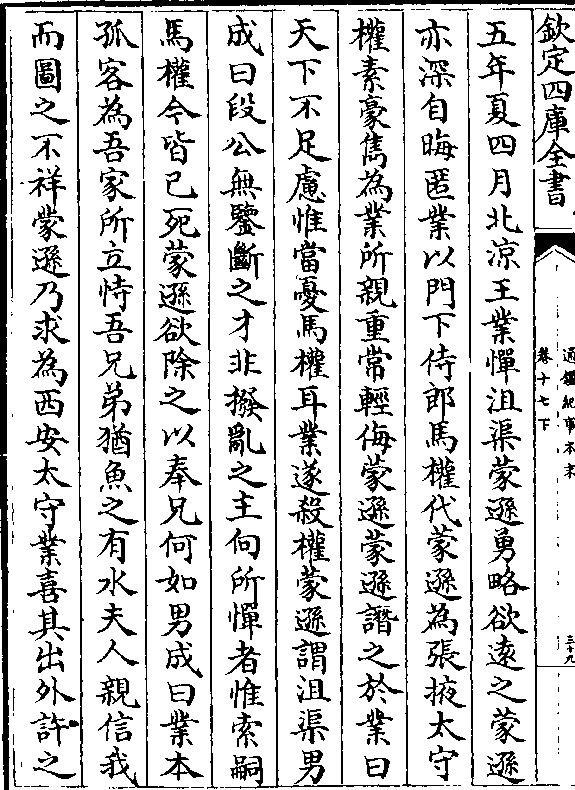 欽定四庫全書
通鑑紀事本末
卷十七下
三十九
五年夏四月北涼王業憚沮渠蒙遜勇略欲逺之蒙遜
亦深自晦匿業以門下侍郎馬權代蒙遜為張掖太守
權素豪雋為業所親重常輕侮蒙遜蒙遜譖之於業曰
天下不足慮惟當憂馬權耳業遂殺權蒙遜謂沮渠男
成曰段公無鑒斷之才非撥亂之主向所憚者惟索嗣
馬權今皆已死蒙遜欲除之以奉兄何如男成曰業本
孤客為吾家所立恃吾兄弟猶魚之有水夫人親信我
而圖之不祥蒙遜乃求為西安太守業喜其出外許之